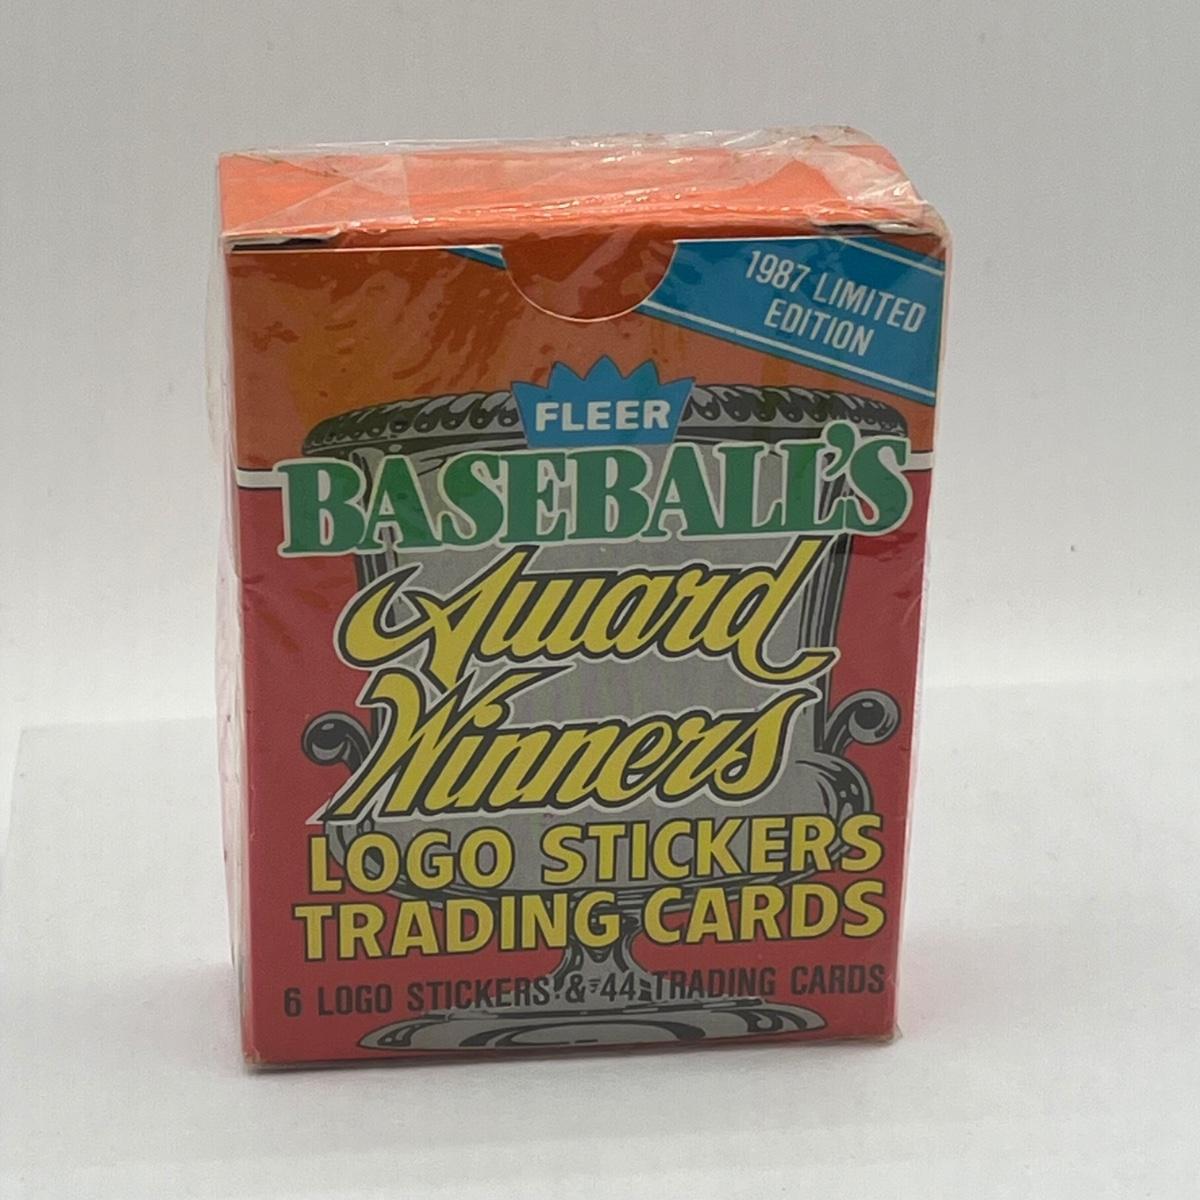 1987 LIMITED
EDITION
FLEER
BASEBALL'S
Award
Winners
LOGO STICKERS
TRADING CARDS
6 LOGO STICKERS & 44 TRADING CARDS